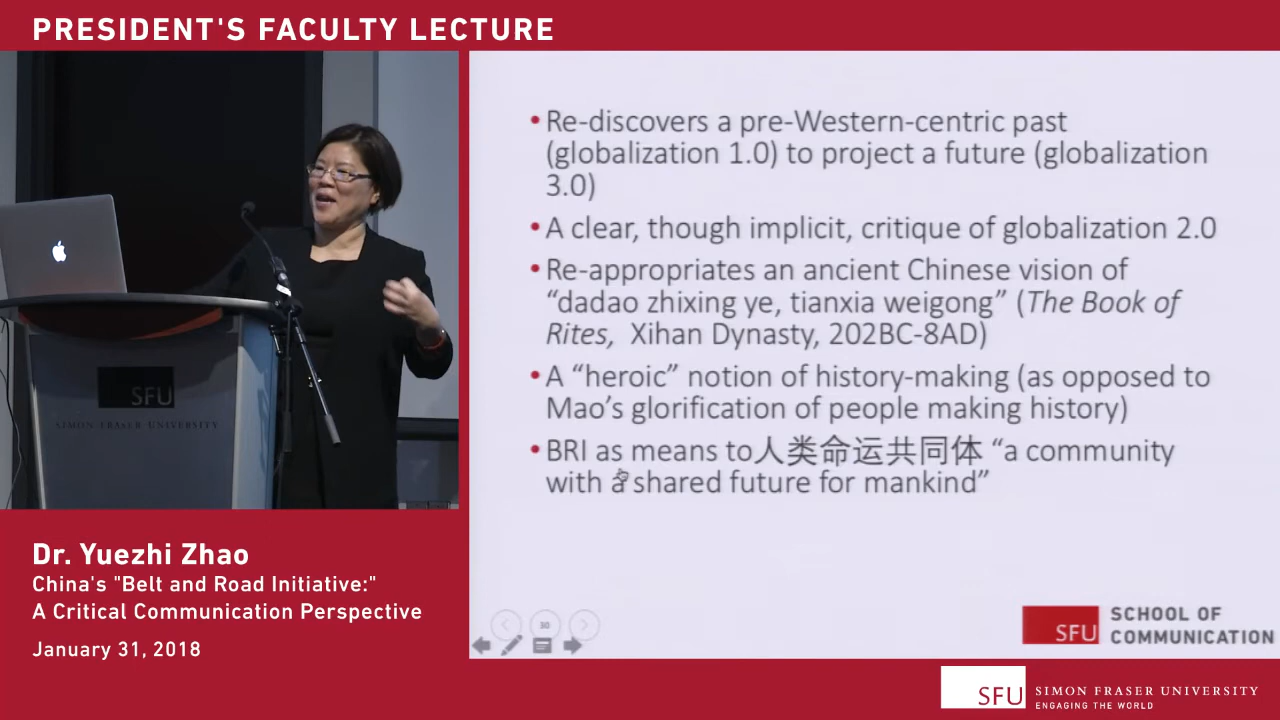 PRESIDENT'S FACULTY LECTURE
SFU
SIMON FRASER UNIVERSITY
Dr. Yuezhi Zhao
China's "Belt and Road Initiative:"
A Critical Communication Perspective
January 31, 2018
•Re-discovers a pre-Western-centric past
(globalization 1.0) to project a future (globalization
3.0)
•A clear, though implicit, critique of globalization 2.0
•Re-appropriates an ancient Chinese vision of
“dadao zhixing ye, tianxia weigong” (The Book of
Rites, Xihan Dynasty, 202BC-8AD)
•A “heroic” notion of history-making (as opposed to
Mao’s glorification of people making history)
•BRI as means to人类命运共同体 “a community
with a shared future for mankind”
30
SFU
SCHOOL OF
COMMUNICATION
SFU
SIMON FRASER UNIVERSITY
ENGAGING THE WORLD